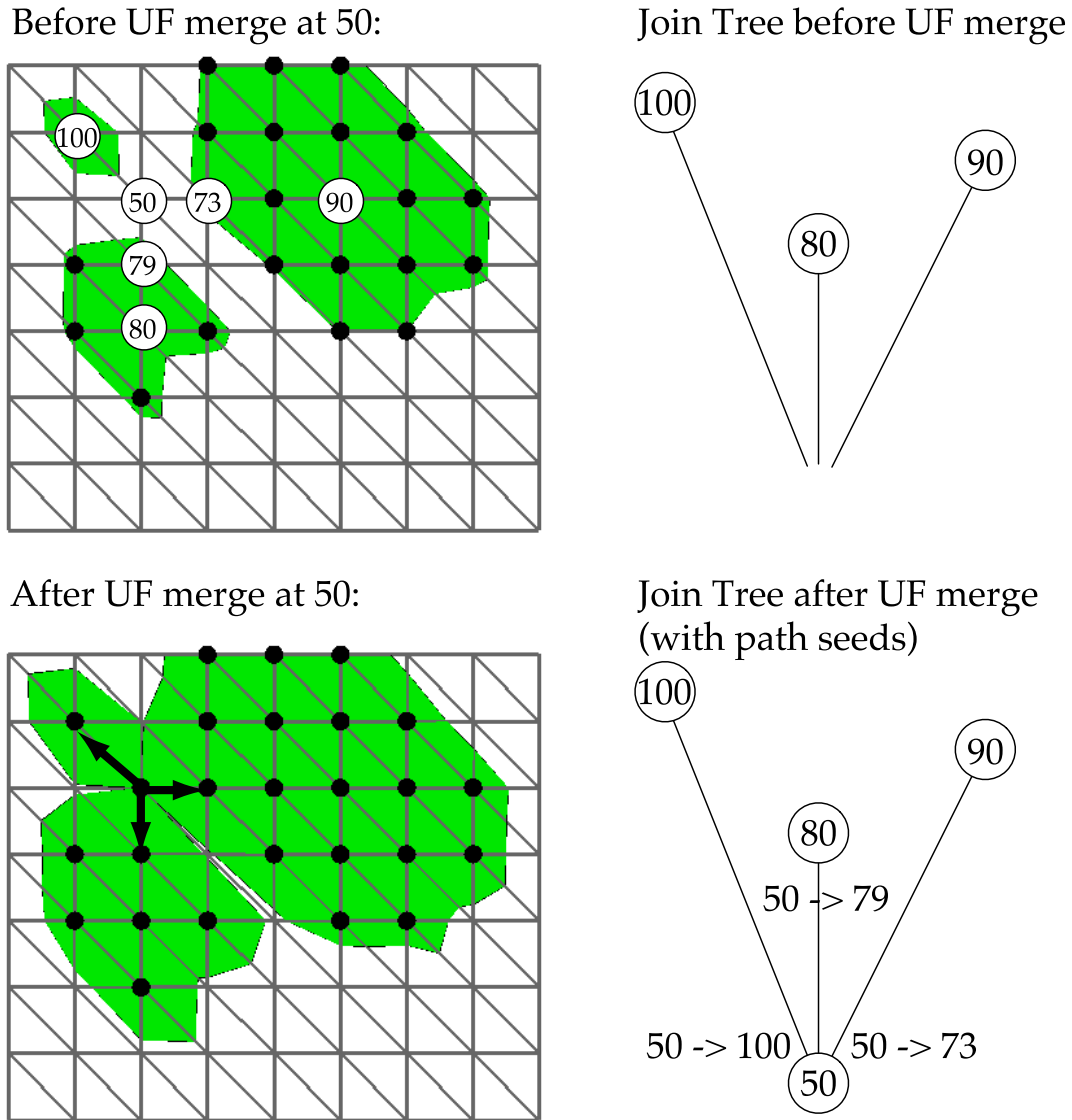 Before UF merge at 50:
Join Tree before UF merge
100
50
73
90
79
80
100
90
80
After UF merge at 50:
Join Tree after UF merge
(with path seeds)
100
90
80
50 -> 79
50 -> 100
50 -> 73
50